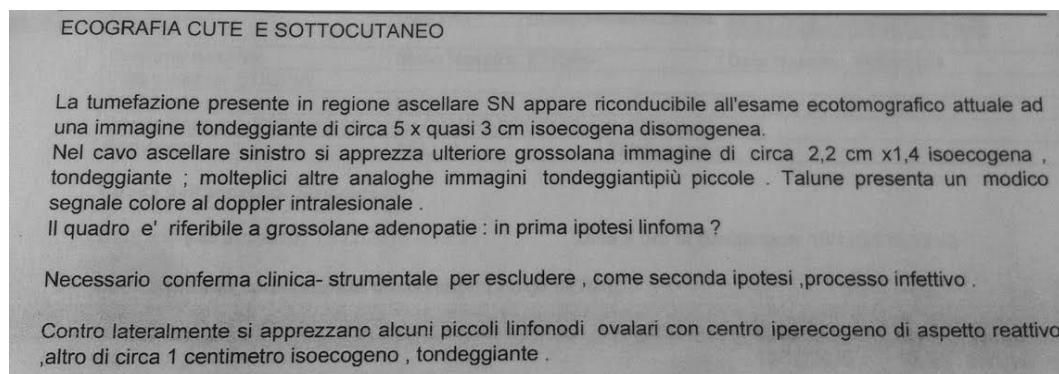 ECOGRAFIA CUTE E SOTTOCUTANEO
La tumefazione presente in regione ascellare SN appare riconducibile all'esame ecotomografico attuale ad
una immagine tondeggiante di circa 5 x quasi 3 cm isoecogena disomogenea.
Nel cavo ascellare sinistro si apprezza ulteriore grossolana immagine di circa 2,2 cm x1,4 isoecogena ,
tondeggiante ; molteplici altre analoghe immagini tondeggiantipiù piccole . Talune presenta un modico
segnale colore al doppler intralesionale .
Il quadro e' riferibile a grossolane adenopatie : in prima ipotesi linfoma ?
Necessario conferma clinica- strumentale per escludere , come seconda ipotesi ,processo infettivo .
Contro lateralmente si apprezzano alcuni piccoli linfonodi ovalari con centro iperecogeno di aspetto reattivo
,altro di circa 1 centimetro isoecogeno , tondeggiante .